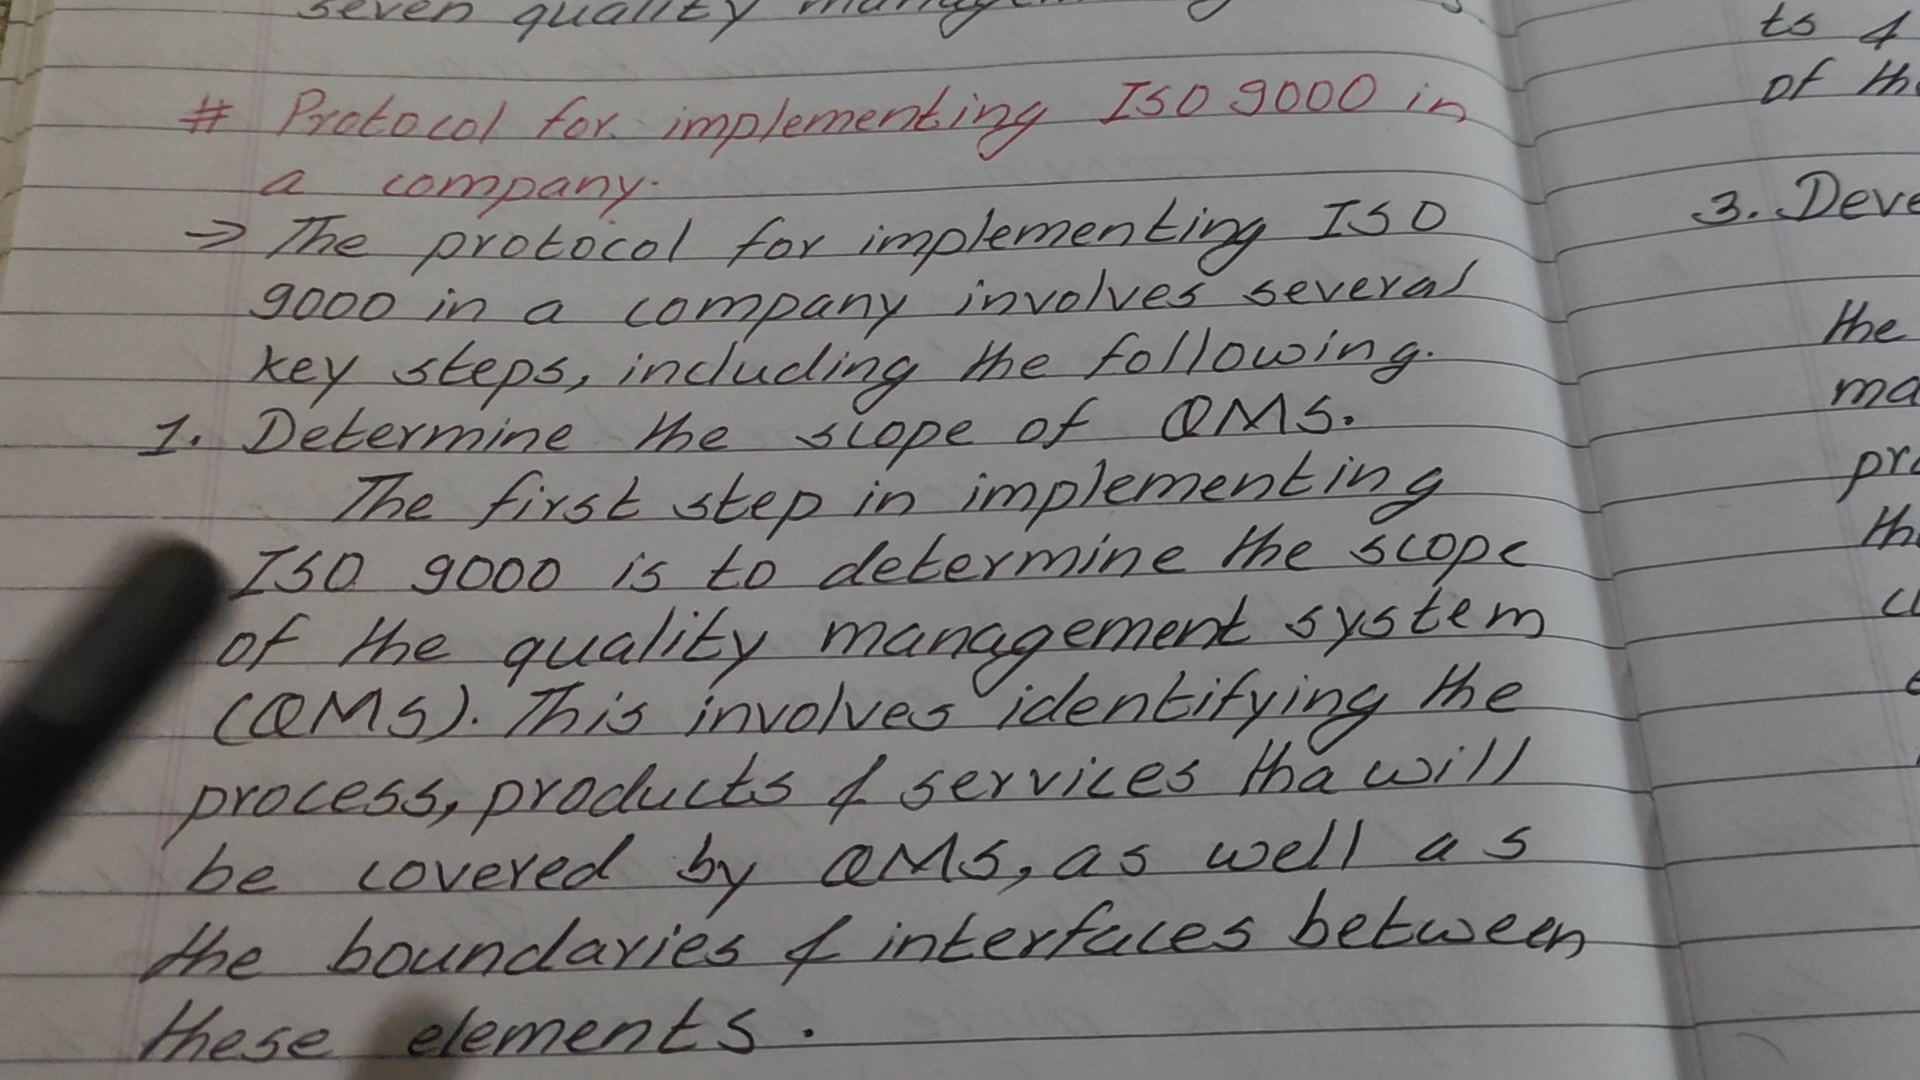 seven quality
# Protocol for implementing ISO 9000 in
a company.
⇒ The protocol for implementing ISO
9000 in a company involves several
key steps, including the following.
1. Determine the scope of QMS.
The first step in implementing
ISO 9000 is to determine the scope
of the quality management system
(QMS). This involves identifying the
process, products & services tha will
be covered by QMS, as well as
the boundaries & interfaces between
these elements.
ts &
of the
3. Deve
the
ma
pro
th